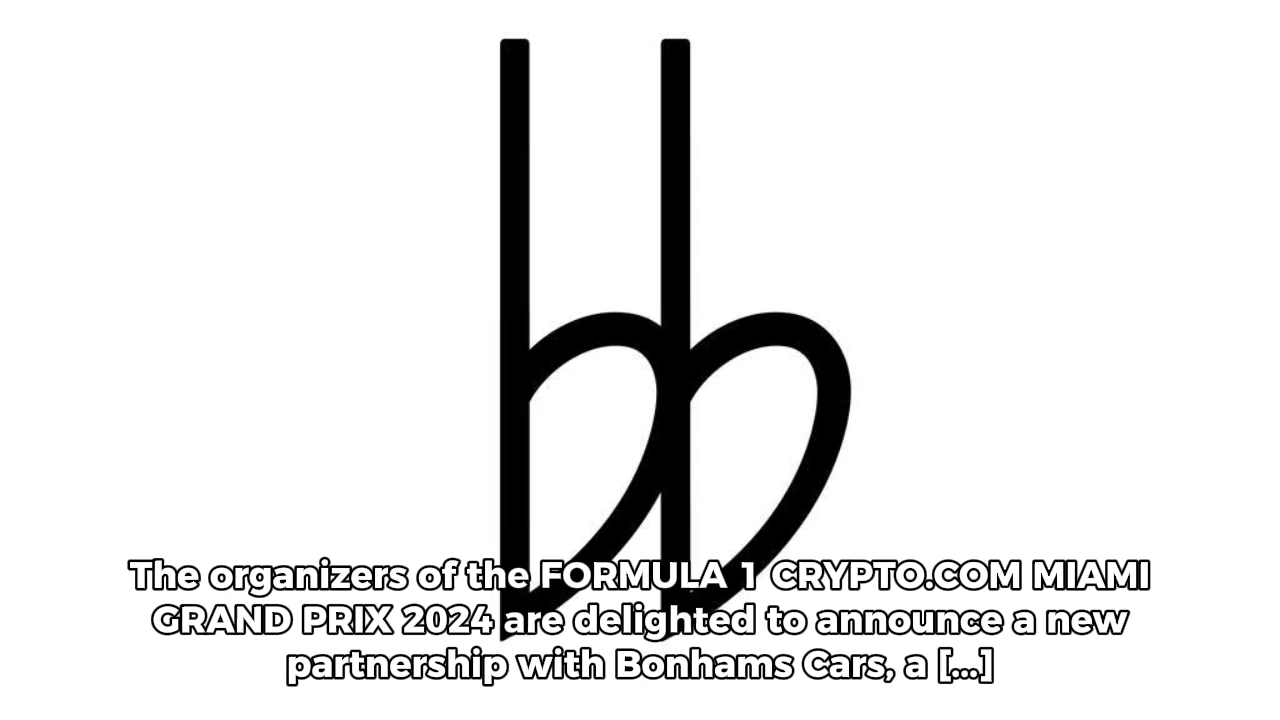 The organizers of the FORMULA 1 CRYPTO.COM MIAMI
GRAND PRIX 2024 are delighted to announce a new
partnership with Bonhams Cars, a [...]